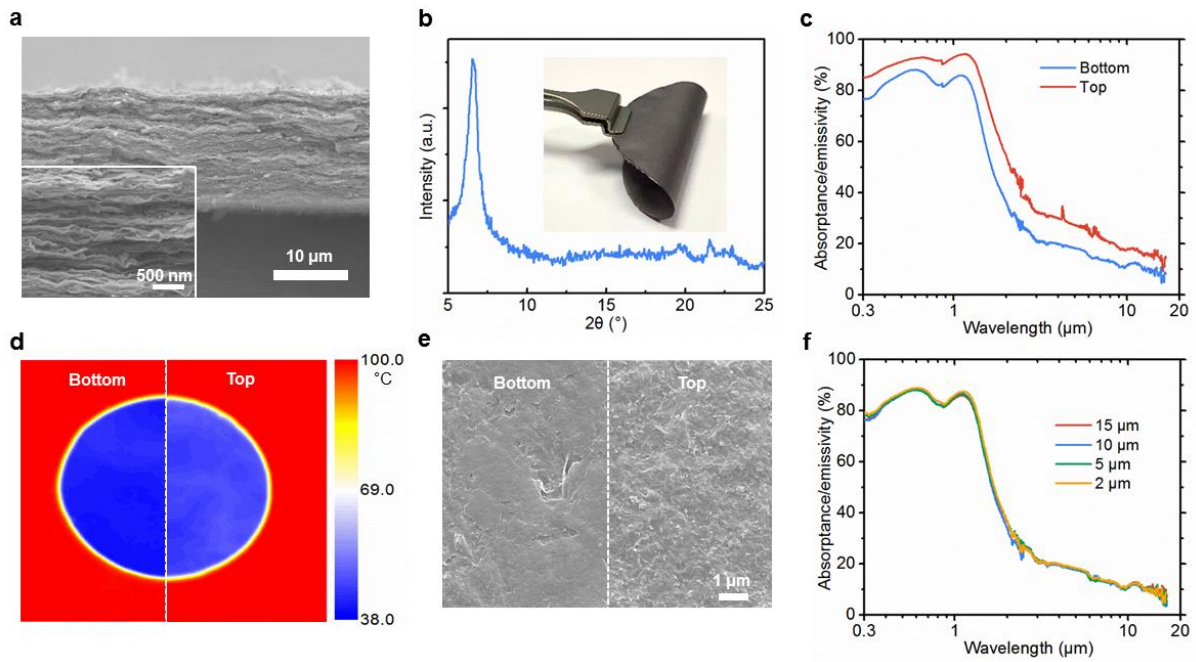 a
500 nm
10 µm
b
Intensity (a.u.)
5
10
15
20
25
2θ (°)
c
Absorptance/emissivity (%)
100
80
60
40
20
0
Bottom
Top
0.3
1
10
20
Wavelength (µm)
d
Bottom
Top
100.0
°C
69.0
38.0
e
Bottom
Top
1 µm
f
Absorptance/emissivity (%)
100
80
60
40
20
0
15 µm
10 µm
5 µm
2 µm
0.3
1
10
20
Wavelength (µm)